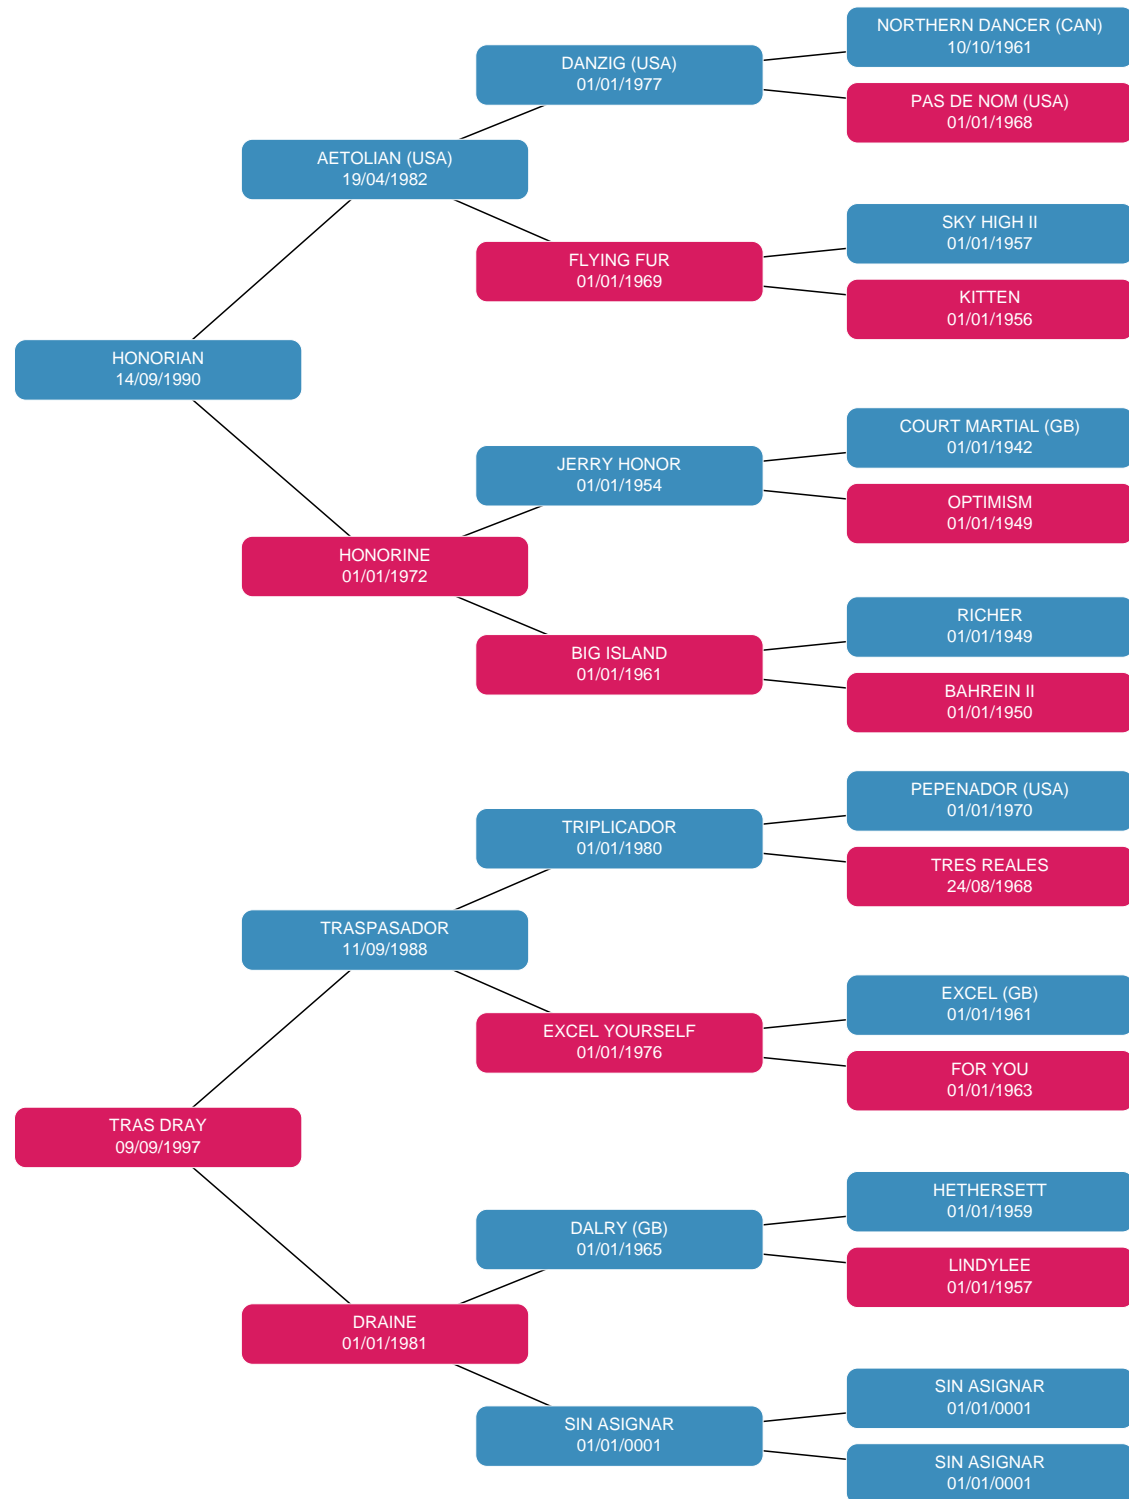 NORTHERN DANCER (CAN)
10/10/1961
DANZIG (USA)
01/01/1977
PAS DE NOM (USA)
01/01/1968
AETOLIAN (USA)
19/04/1982
SKY HIGH II
01/01/1957
FLYING FUR
01/01/1969
KITTEN
01/01/1956
HONORIAN
14/09/1990
COURT MARTIAL (GB)
01/01/1942
JERRY HONOR
01/01/1954
OPTIMISM
01/01/1949
HONORINE
01/01/1972
RICHER
01/01/1949
BIG ISLAND
01/01/1961
BAHREIN II
01/01/1950
PEPENADOR (USA)
01/01/1970
TRIPLICADOR
01/01/1980
TRES REALES
24/08/1968
TRASPASADOR
11/09/1988
EXCEL (GB)
01/01/1961
EXCEL YOURSELF
01/01/1976
FOR YOU
01/01/1963
TRAS DRAY
09/09/1997
HETHERSETT
01/01/1959
DALRY (GB)
01/01/1965
LINDYLEE
01/01/1957
DRAINE
01/01/1981
SIN ASIGNAR
01/01/0001
SIN ASIGNAR
01/01/0001
SIN ASIGNAR
01/01/0001